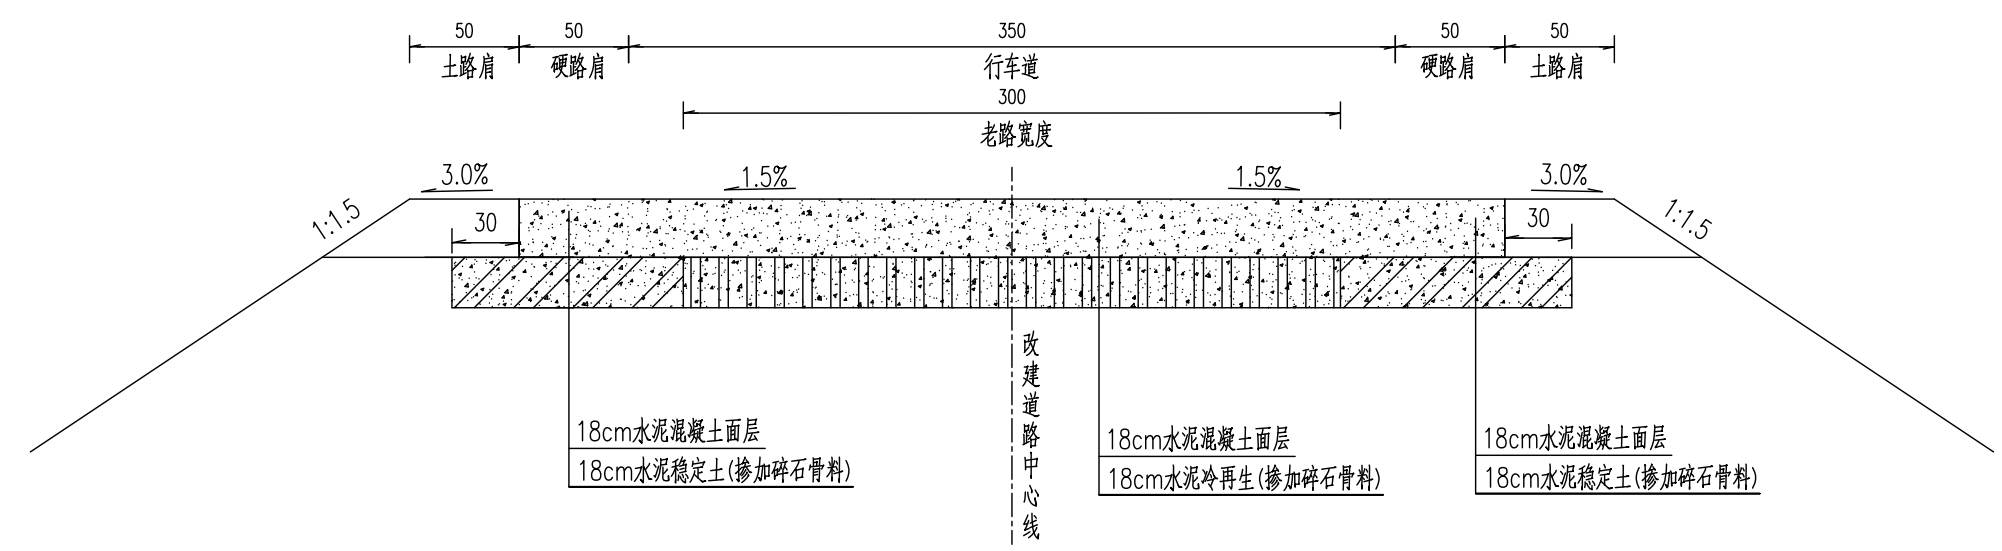 50 50 350 50 50
土路肩 硬路肩 行车道 硬路肩 土路肩
300
老路宽度
3.0% 1.5% 1.5% 3.0%
1:1.5 1:1.5
30 30
改建道路中心线
18cm水泥混凝土面层
18cm水泥稳定土(掺加碎石骨料)
18cm水泥混凝土面层
18cm水泥冷再生(掺加碎石骨料)
18cm水泥混凝土面层
18cm水泥稳定土(掺加碎石骨料)